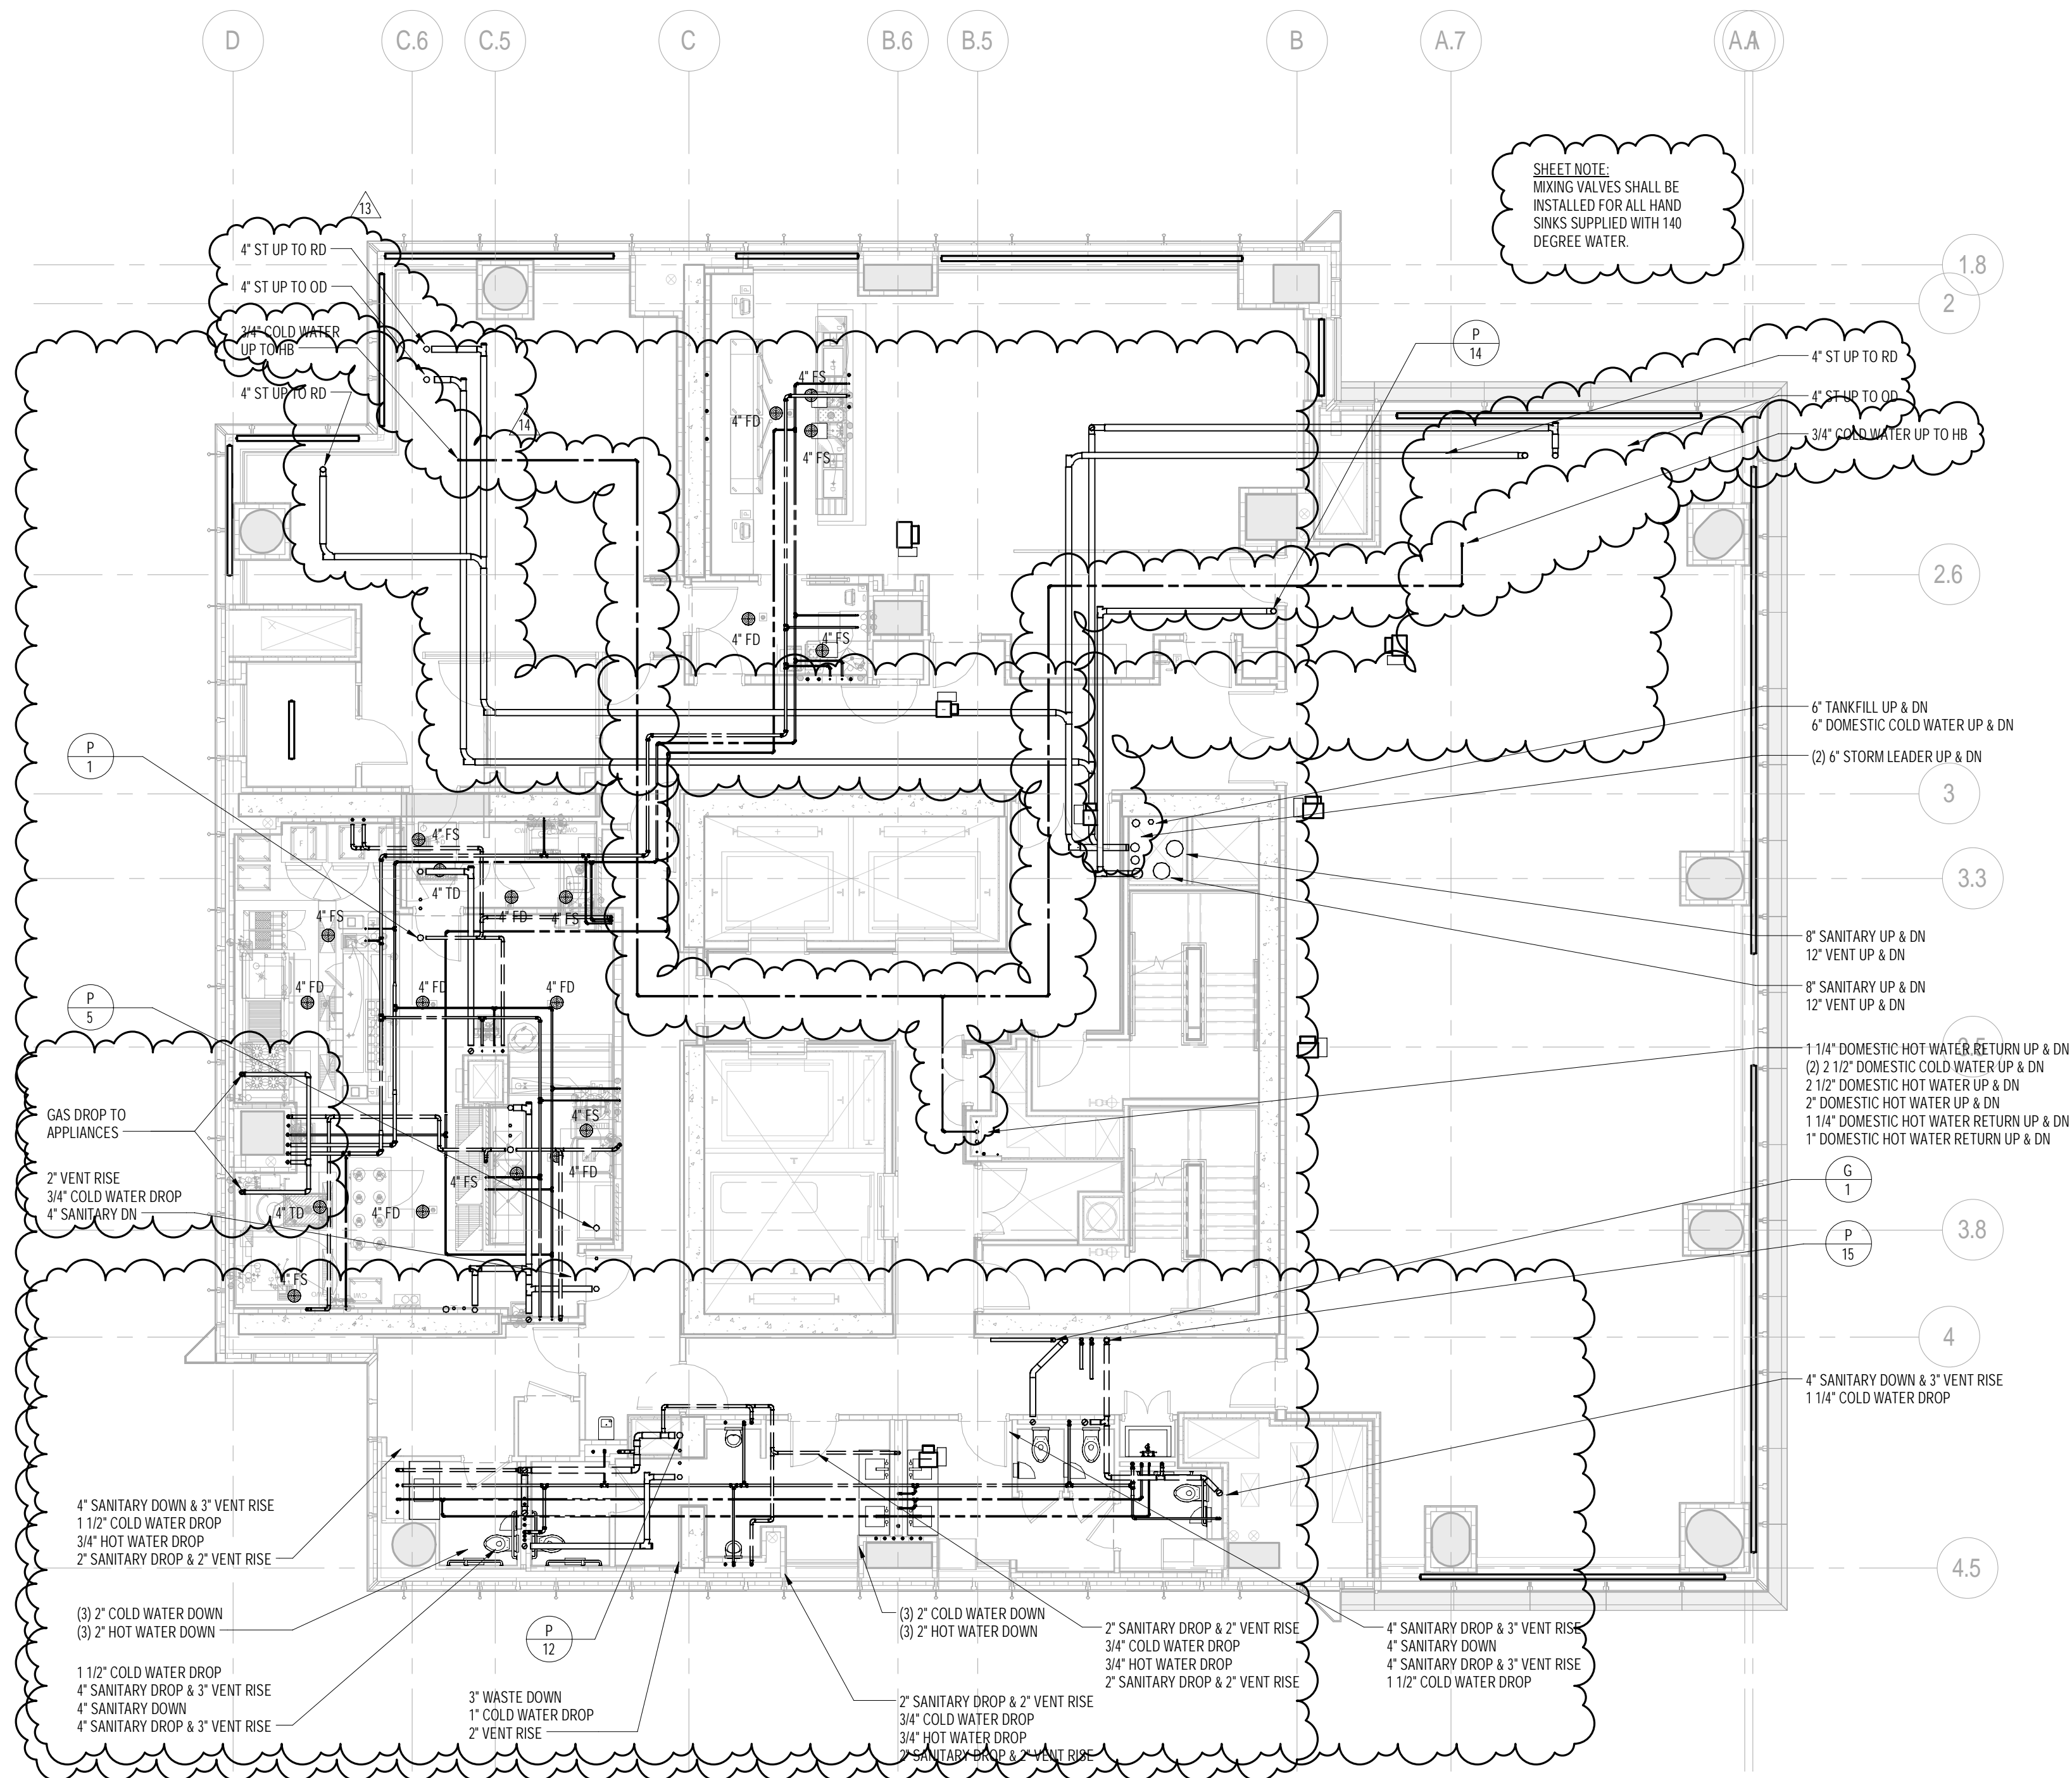 D
C.6
C.5
C
B.6
B.5
B
A.7
A.1
A
SHEET NOTE:
MIXING VALVES SHALL BE
INSTALLED FOR ALL HAND
SINKS SUPPLIED WITH 140
DEGREE WATER.
13
4" ST UP TO RD
4" ST UP TO OD
3/4" COLD WATER
UP TO HB
4" ST UP TO RD
14
1.8
2
P
14
4" ST UP TO RD
4" ST UP TO OD
3/4" COLD WATER UP TO HB
4" FS
4" FD
4" FS
2.6
4" FD
4" FS
6" TANKFILL UP & DN
6" DOMESTIC COLD WATER UP & DN
(2) 6" STORM LEADER UP & DN
P
1
3
4" FS
4" TD
3.3
4" FS
4" FD
4" FS
8" SANITARY UP & DN
12" VENT UP & DN
4" FD
4" FD
4" FD
8" SANITARY UP & DN
12" VENT UP & DN
P
5
3.5
1 1/4" DOMESTIC HOT WATER RETURN UP & DN
(2) 2 1/2" DOMESTIC COLD WATER UP & DN
2 1/2" DOMESTIC HOT WATER UP & DN
2" DOMESTIC HOT WATER UP & DN
1 1/4" DOMESTIC HOT WATER RETURN UP & DN
1" DOMESTIC HOT WATER RETURN UP & DN
GAS DROP TO
APPLIANCES
4" FS
4" FD
4" FS
2" VENT RISE
3/4" COLD WATER DROP
4" SANITARY DN
4" TD
4" FD
G
1
P
15
3.8
4" FS
4
4" SANITARY DOWN & 3" VENT RISE
1 1/4" COLD WATER DROP
4" SANITARY DOWN & 3" VENT RISE
1 1/2" COLD WATER DROP
3/4" HOT WATER DROP
2" SANITARY DROP & 2" VENT RISE
4.5
(3) 2" COLD WATER DOWN
(3) 2" HOT WATER DOWN
P
12
(3) 2" COLD WATER DOWN
(3) 2" HOT WATER DOWN
2" SANITARY DROP & 2" VENT RISE
3/4" COLD WATER DROP
3/4" HOT WATER DROP
2" SANITARY DROP & 2" VENT RISE
4" SANITARY DROP & 3" VENT RISE
4" SANITARY DOWN
4" SANITARY DROP & 3" VENT RISE
1 1/2" COLD WATER DROP
1 1/2" COLD WATER DROP
4" SANITARY DROP & 3" VENT RISE
4" SANITARY DOWN
4" SANITARY DROP & 3" VENT RISE
3" WASTE DOWN
1" COLD WATER DROP
2" VENT RISE
2" SANITARY DROP & 2" VENT RISE
3/4" COLD WATER DROP
3/4" HOT WATER DROP
2" SANITARY DROP & 2" VENT RISE